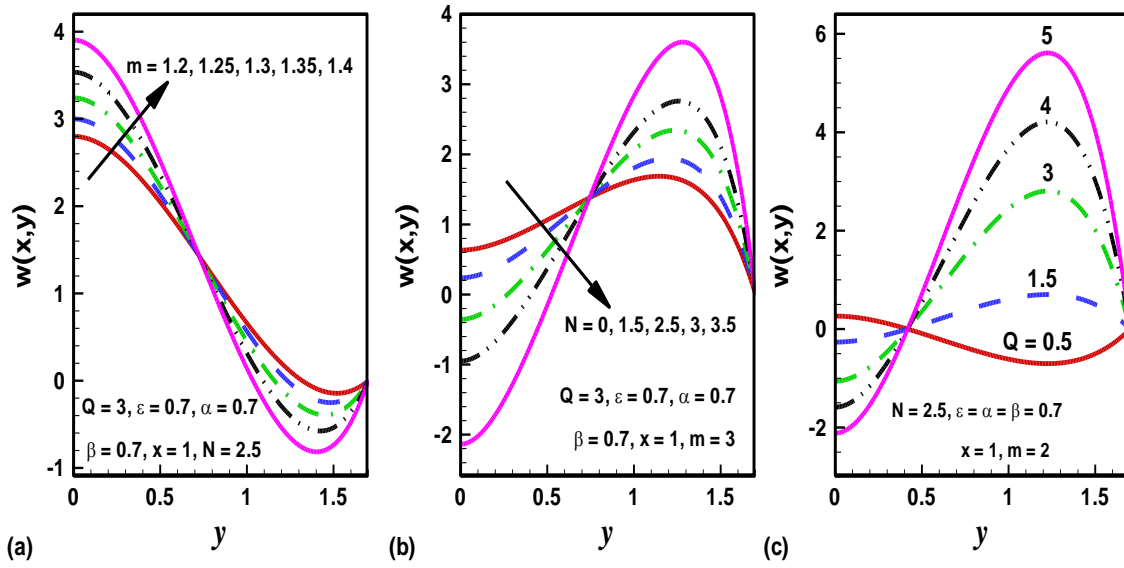 4
3
2
1
0
-1
w(x,y)
m = 1.2, 1.25, 1.3, 1.35, 1.4
Q = 3, ε = 0.7, α = 0.7
β = 0.7, x = 1, N = 2.5
0 0.5 1 1.5
y
(a)
4
3
2
1
0
-1
-2
w(x,y)
N = 0, 1.5, 2.5, 3, 3.5
Q = 3, ε = 0.7, α = 0.7
β = 0.7, x = 1, m = 3
0 0.5 1 1.5
y
(b)
6
4
2
0
-2
w(x,y)
5
4
3
1.5
Q = 0.5
N = 2.5, ε = α = β = 0.7
x = 1, m = 2
0 0.5 1 1.5
y
(c)